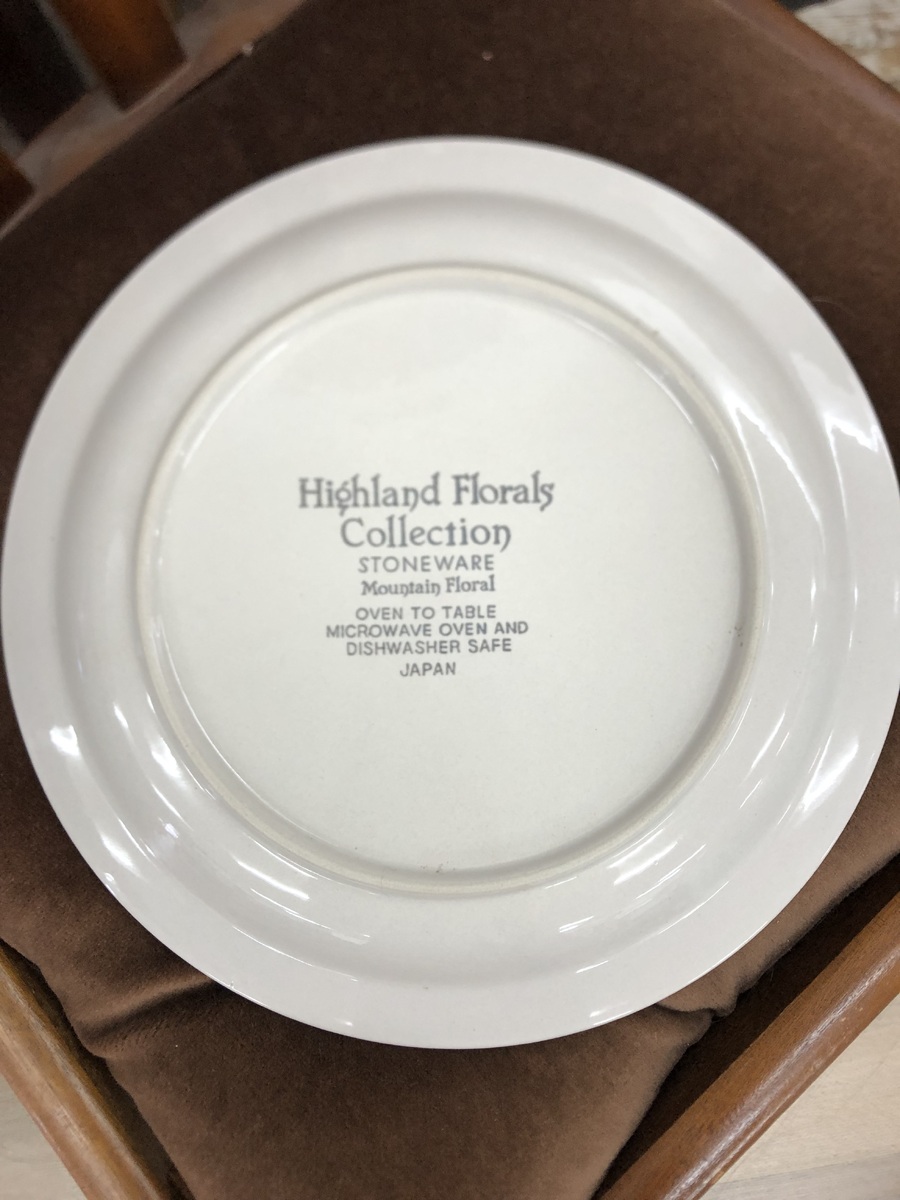 Highland Florals
Collection
STONEWARE
Mountain Floral
OVEN TO TABLE
MICROWAVE OVEN AND
DISHWASHER SAFE
JAPAN